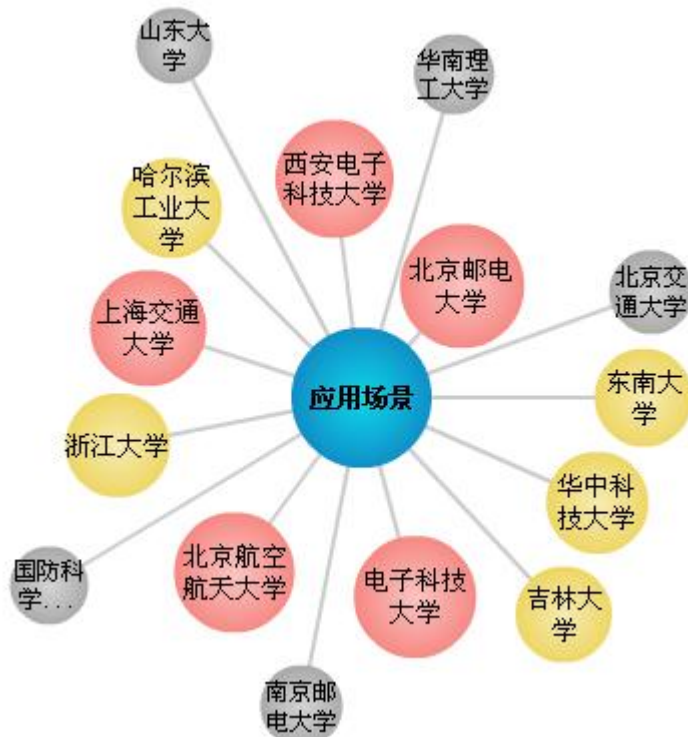 山东大
学
华南理
工大学
西安电子
科技大学
哈尔滨
工业大
学
北京邮电
大学
北京交
通大学
上海交通
大学
东南大
学
应用场景
浙江大学
华中科
技大学
北京航空
航天大学
国防科
学...
电子科技
大学
吉林大
学
南京邮
电大学